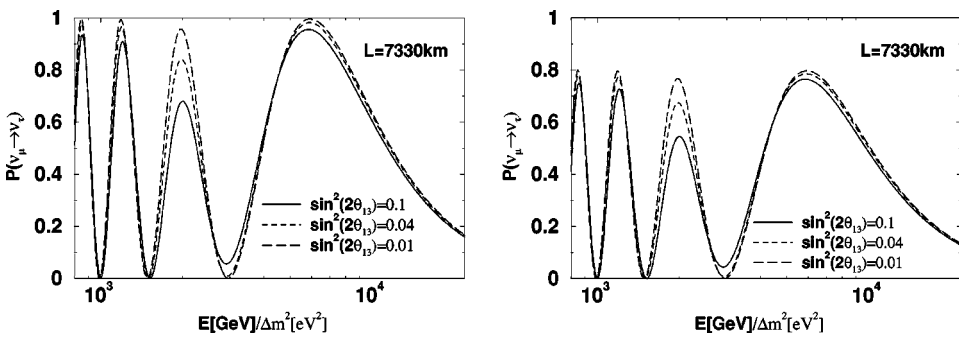 1
0.8
0.6
0.4
0.2
0
P(νμ→ντ)
L=7330km
sin²(2θ₁₃)=0.1
sin²(2θ₁₃)=0.04
sin²(2θ₁₃)=0.01
10³
10⁴
E[GeV]/Δm²[eV²]
1
0.8
0.6
0.4
0.2
0
P(νμ→ντ)
L=7330km
sin²(2θ₁₃)=0.1
sin²(2θ₁₃)=0.04
sin²(2θ₁₃)=0.01
10³
10⁴
E[GeV]/Δm²[eV²]